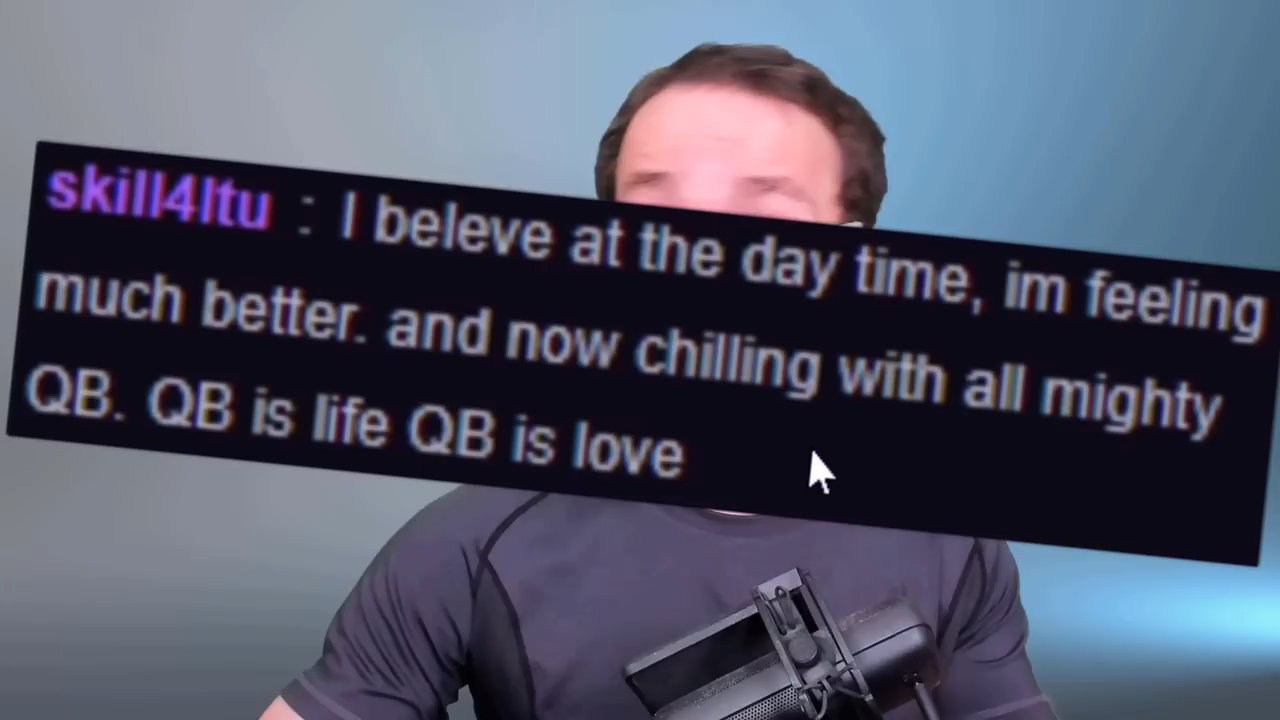 skill4ltu : I beleve at the day time, im feeling
much better. and now chilling with all mighty
QB. QB is life QB is love